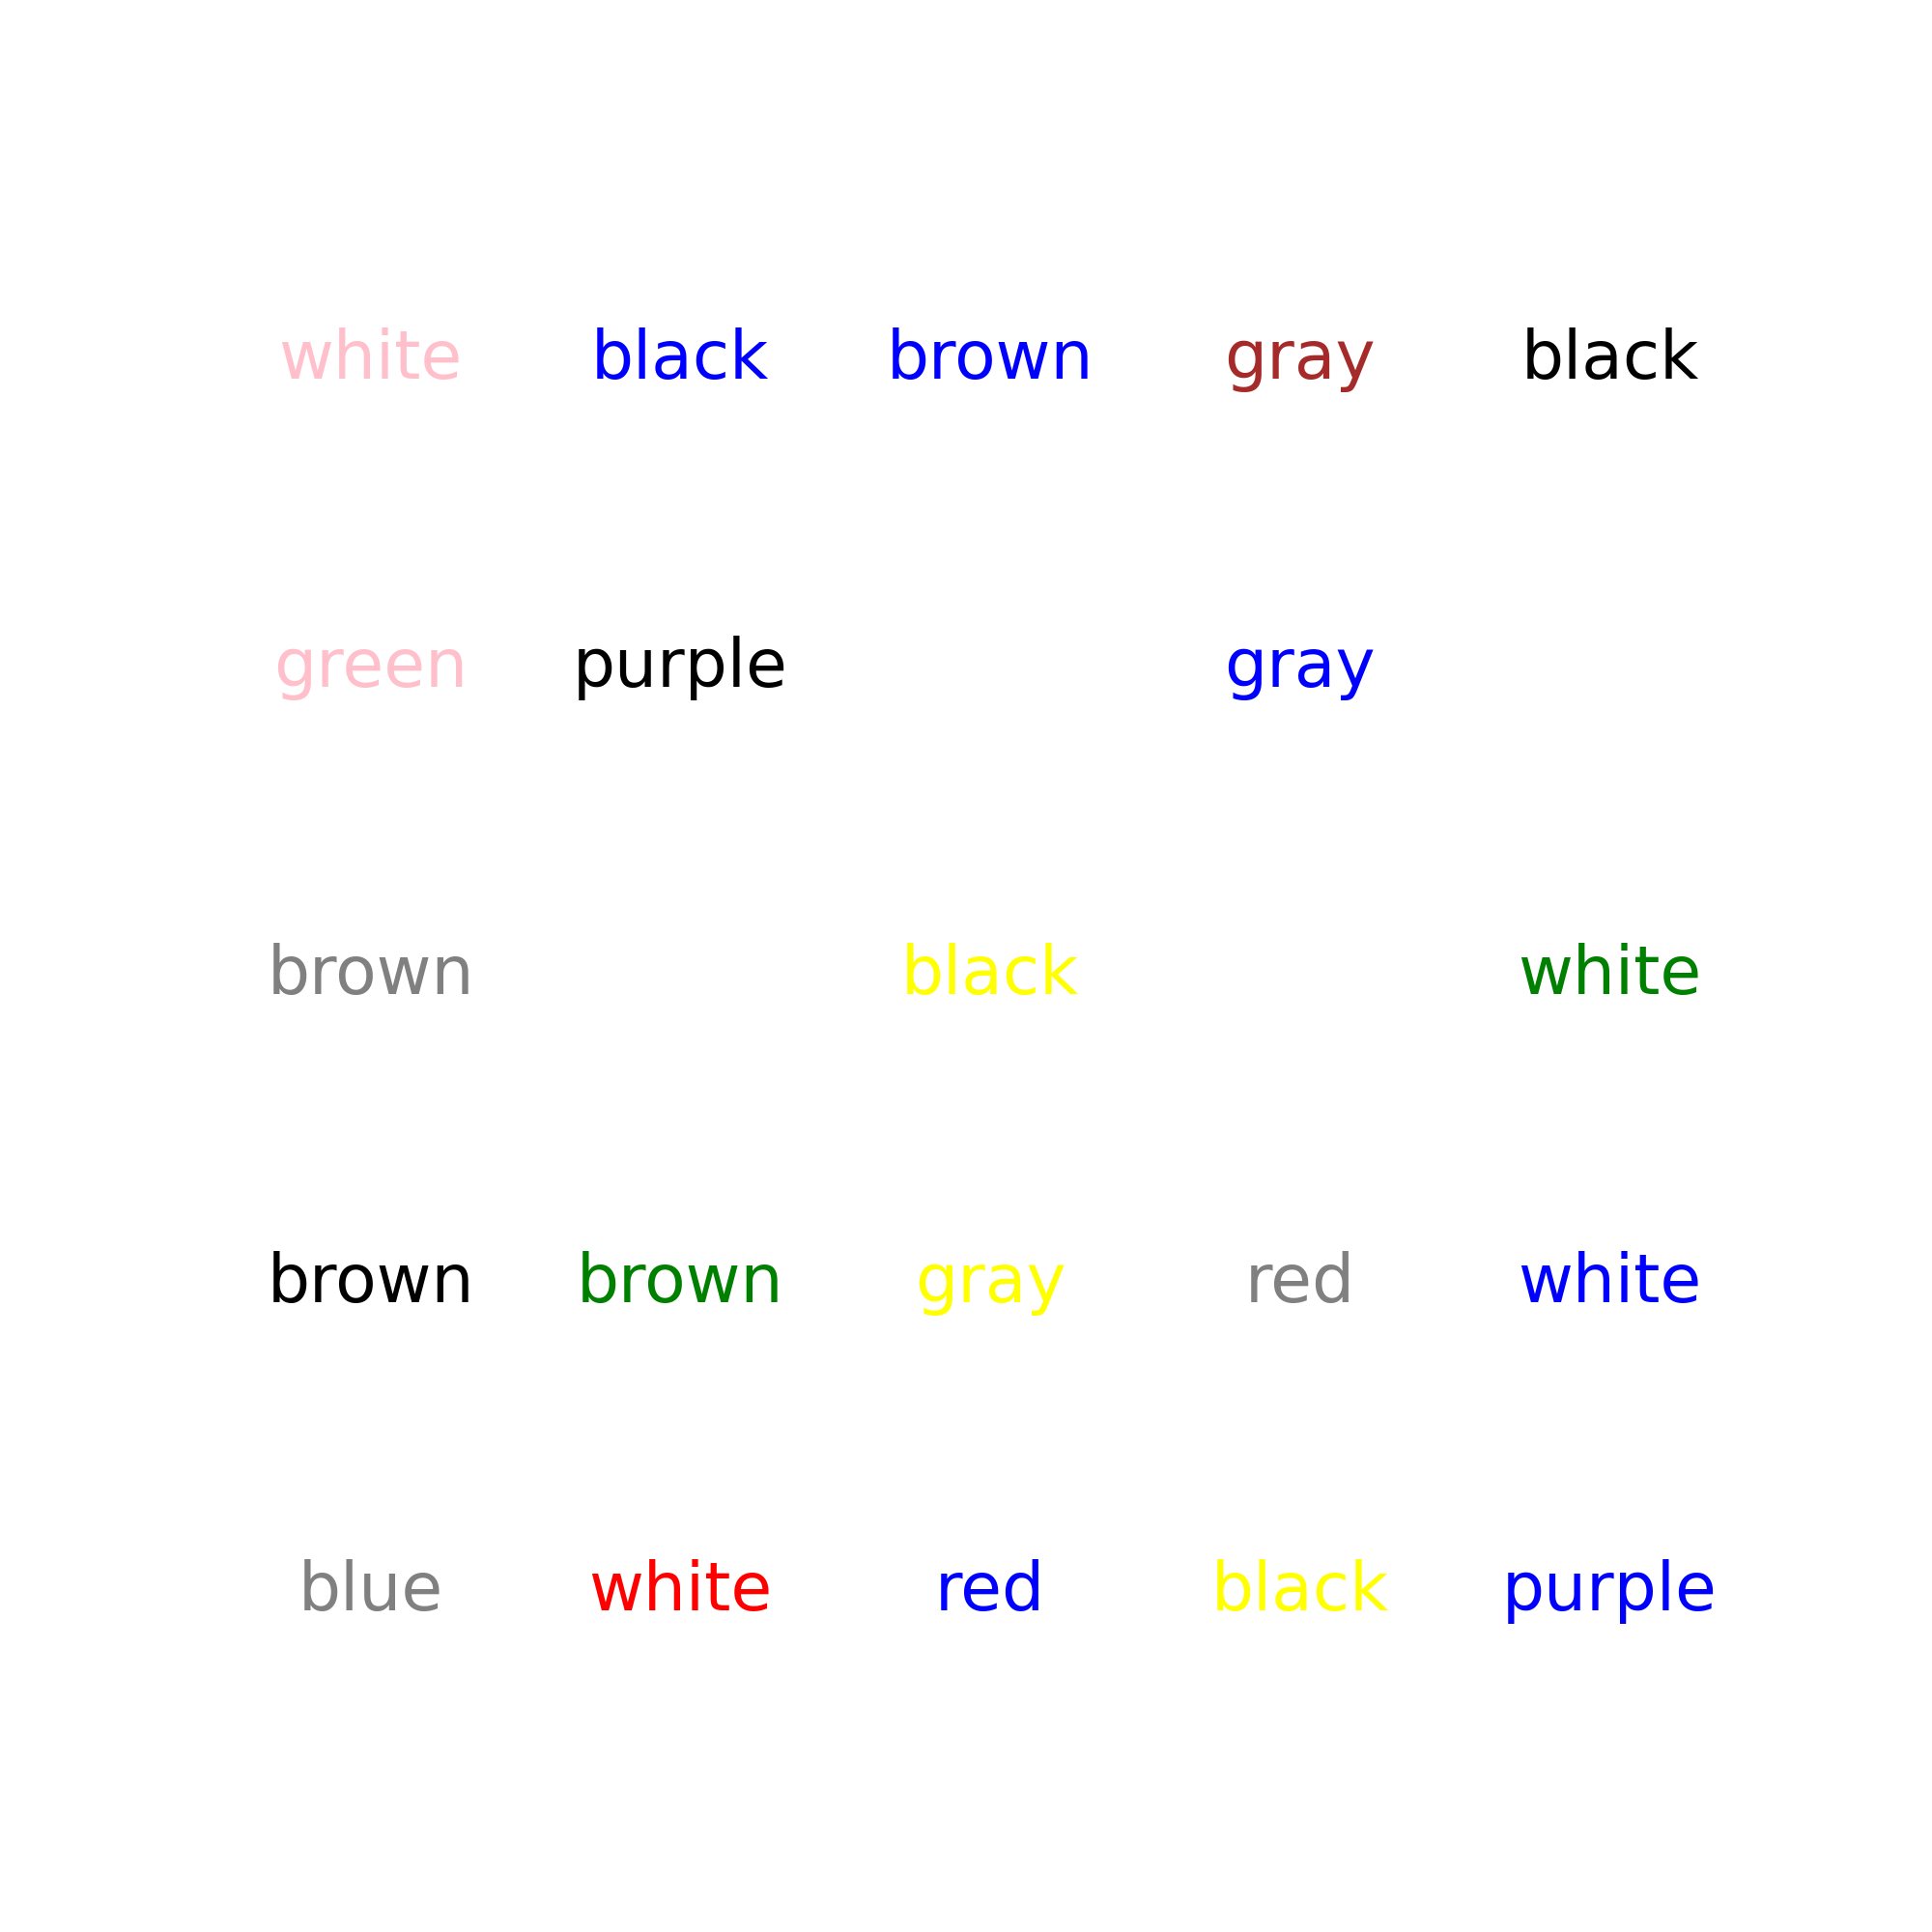 white black brown gray black
green purple gray
brown black white
brown brown gray red white
blue white red black purple